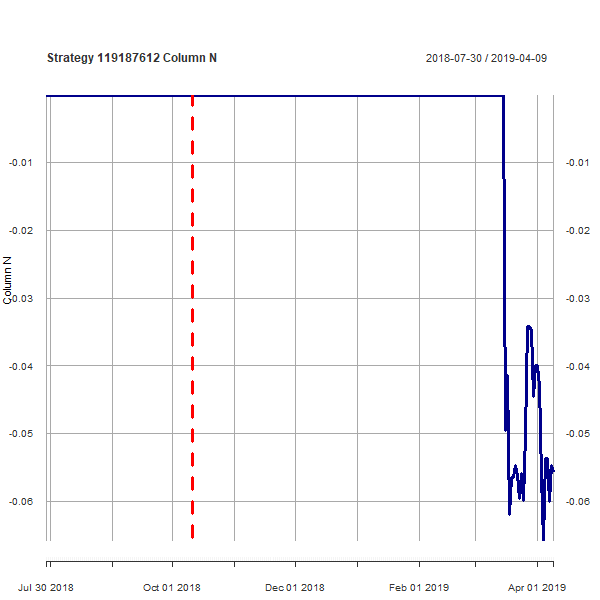 Strategy 119187612 Column N
2018-07-30 / 2019-04-09
-0.01 -0.01
-0.02 -0.02
Column N
-0.03 -0.03
-0.04 -0.04
-0.05 -0.05
-0.06 -0.06
Jul 30 2018 Oct 01 2018 Dec 01 2018 Feb 01 2019 Apr 01 2019